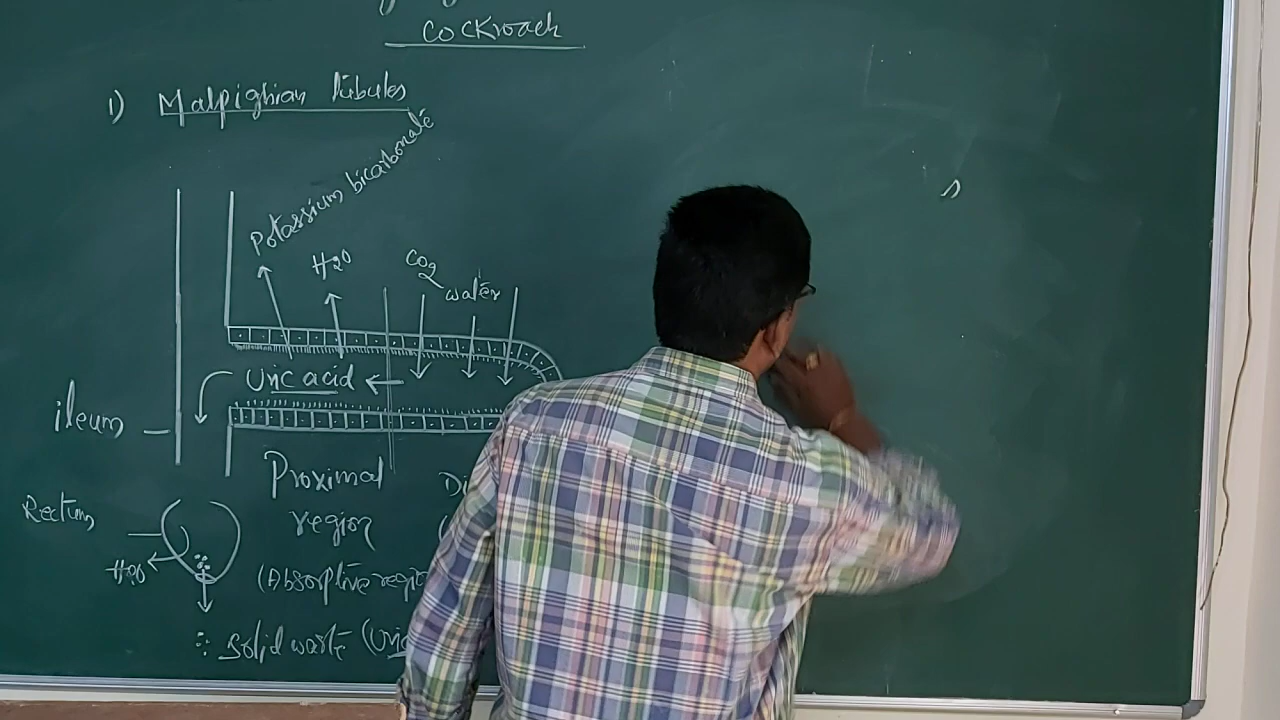 Cockroach
1) Malpighian tubules
Potassium bicarbonate
H2O
CO2
water
Uric acid
ileum
Proximal
region
Rectum
H2O
(Absorptive
solid waste